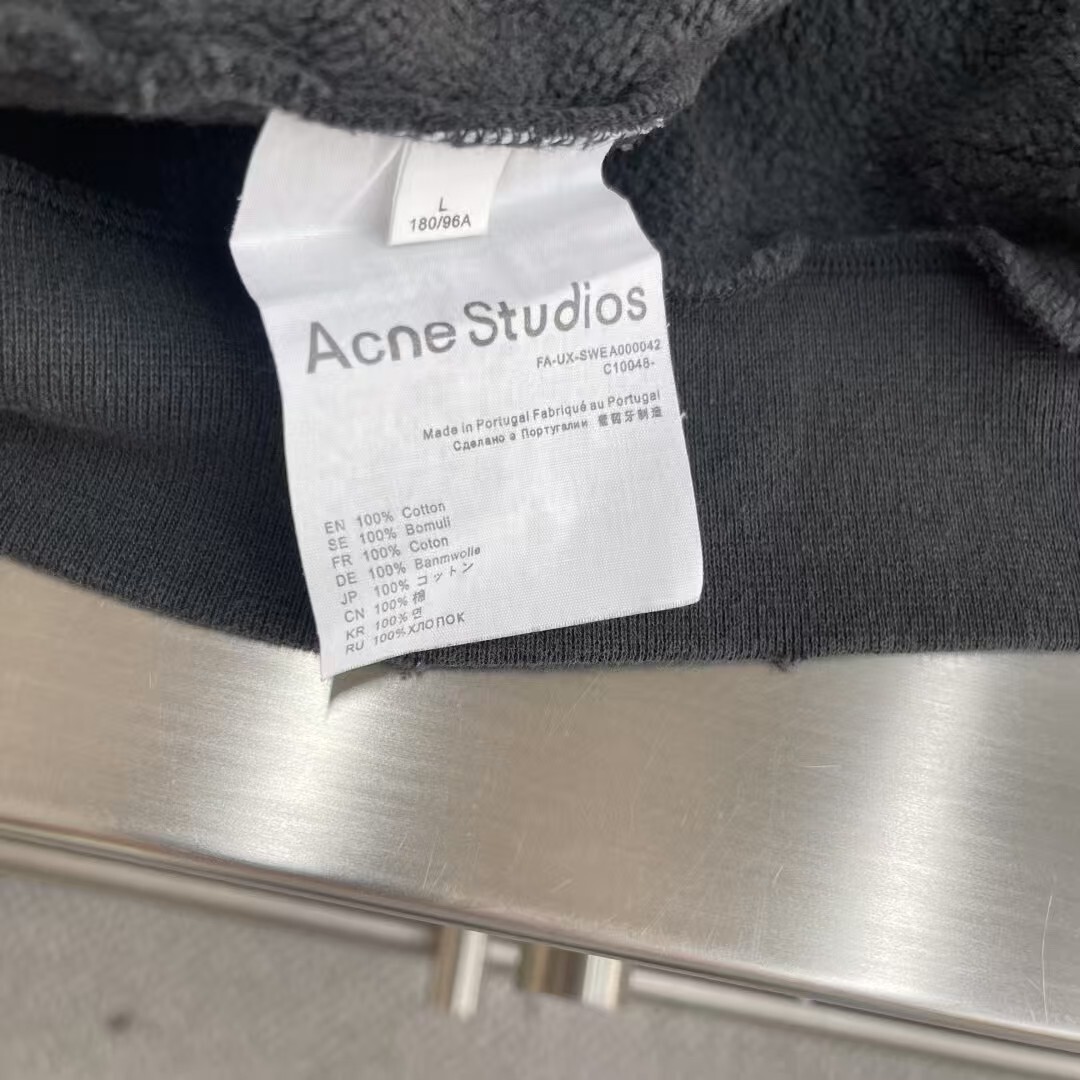 L
180/96A
Acne Studios
FA-UX-SWEA000042
C10048-
Made in Portugal Fabriqué au Portugal
Сделано в Португалии 葡萄牙制造
EN 100% Cotton
SE 100% Bomuli
FR 100% Coton
DE 100% Banmwolle
JP 100% コットン
CN 100% 棉
KR 100% 면
RU 100% ХЛОПОК